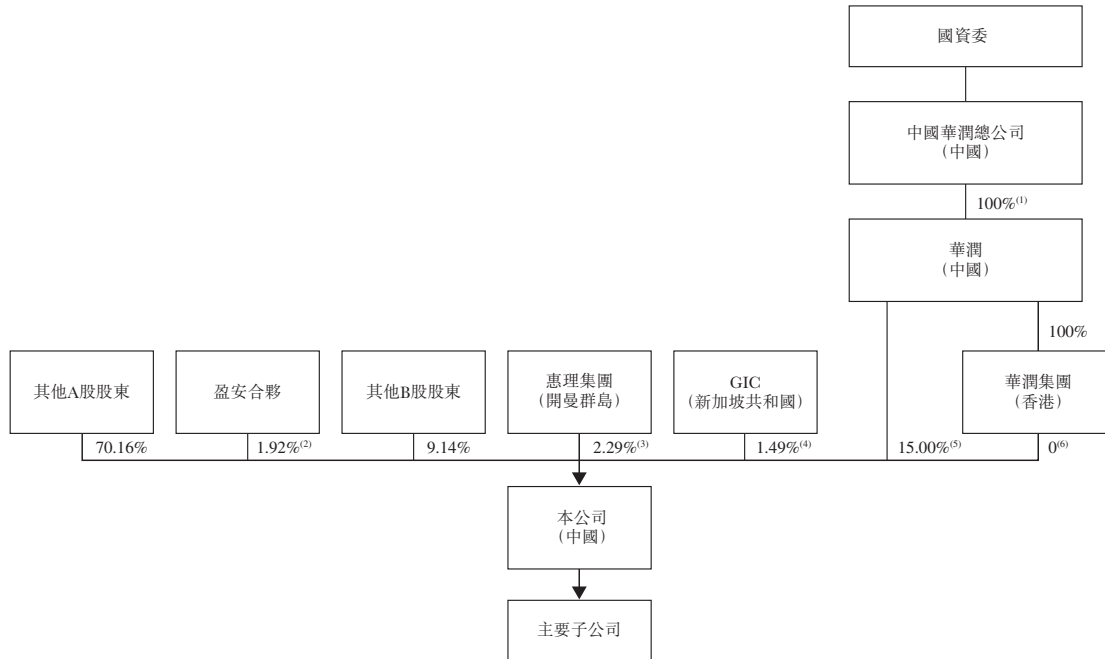 國資委
中國華潤總公司
（中國）
100%(1)
華潤
（中國）
100%
其他A股股東
盈安合夥
其他B股股東
惠理集團
（開曼群島）
GIC
（新加坡共和國）
華潤集團
（香港）
70.16%
1.92%(2)
9.14%
2.29%(3)
1.49%(4)
15.00%(5)
0(6)
本公司
（中國）
主要子公司